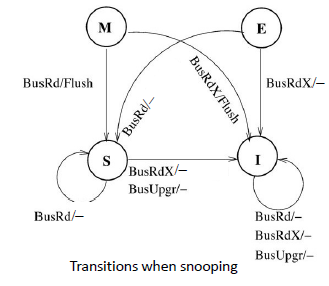 M
E
BusRd/Flush
BusRdX/Flush
BusRdX/–
BusRd/–
S
BusRdX/–
BusUpgr/–
I
BusRd/–
BusRd/–
BusRdX/–
BusUpgr/–
Transitions when snooping